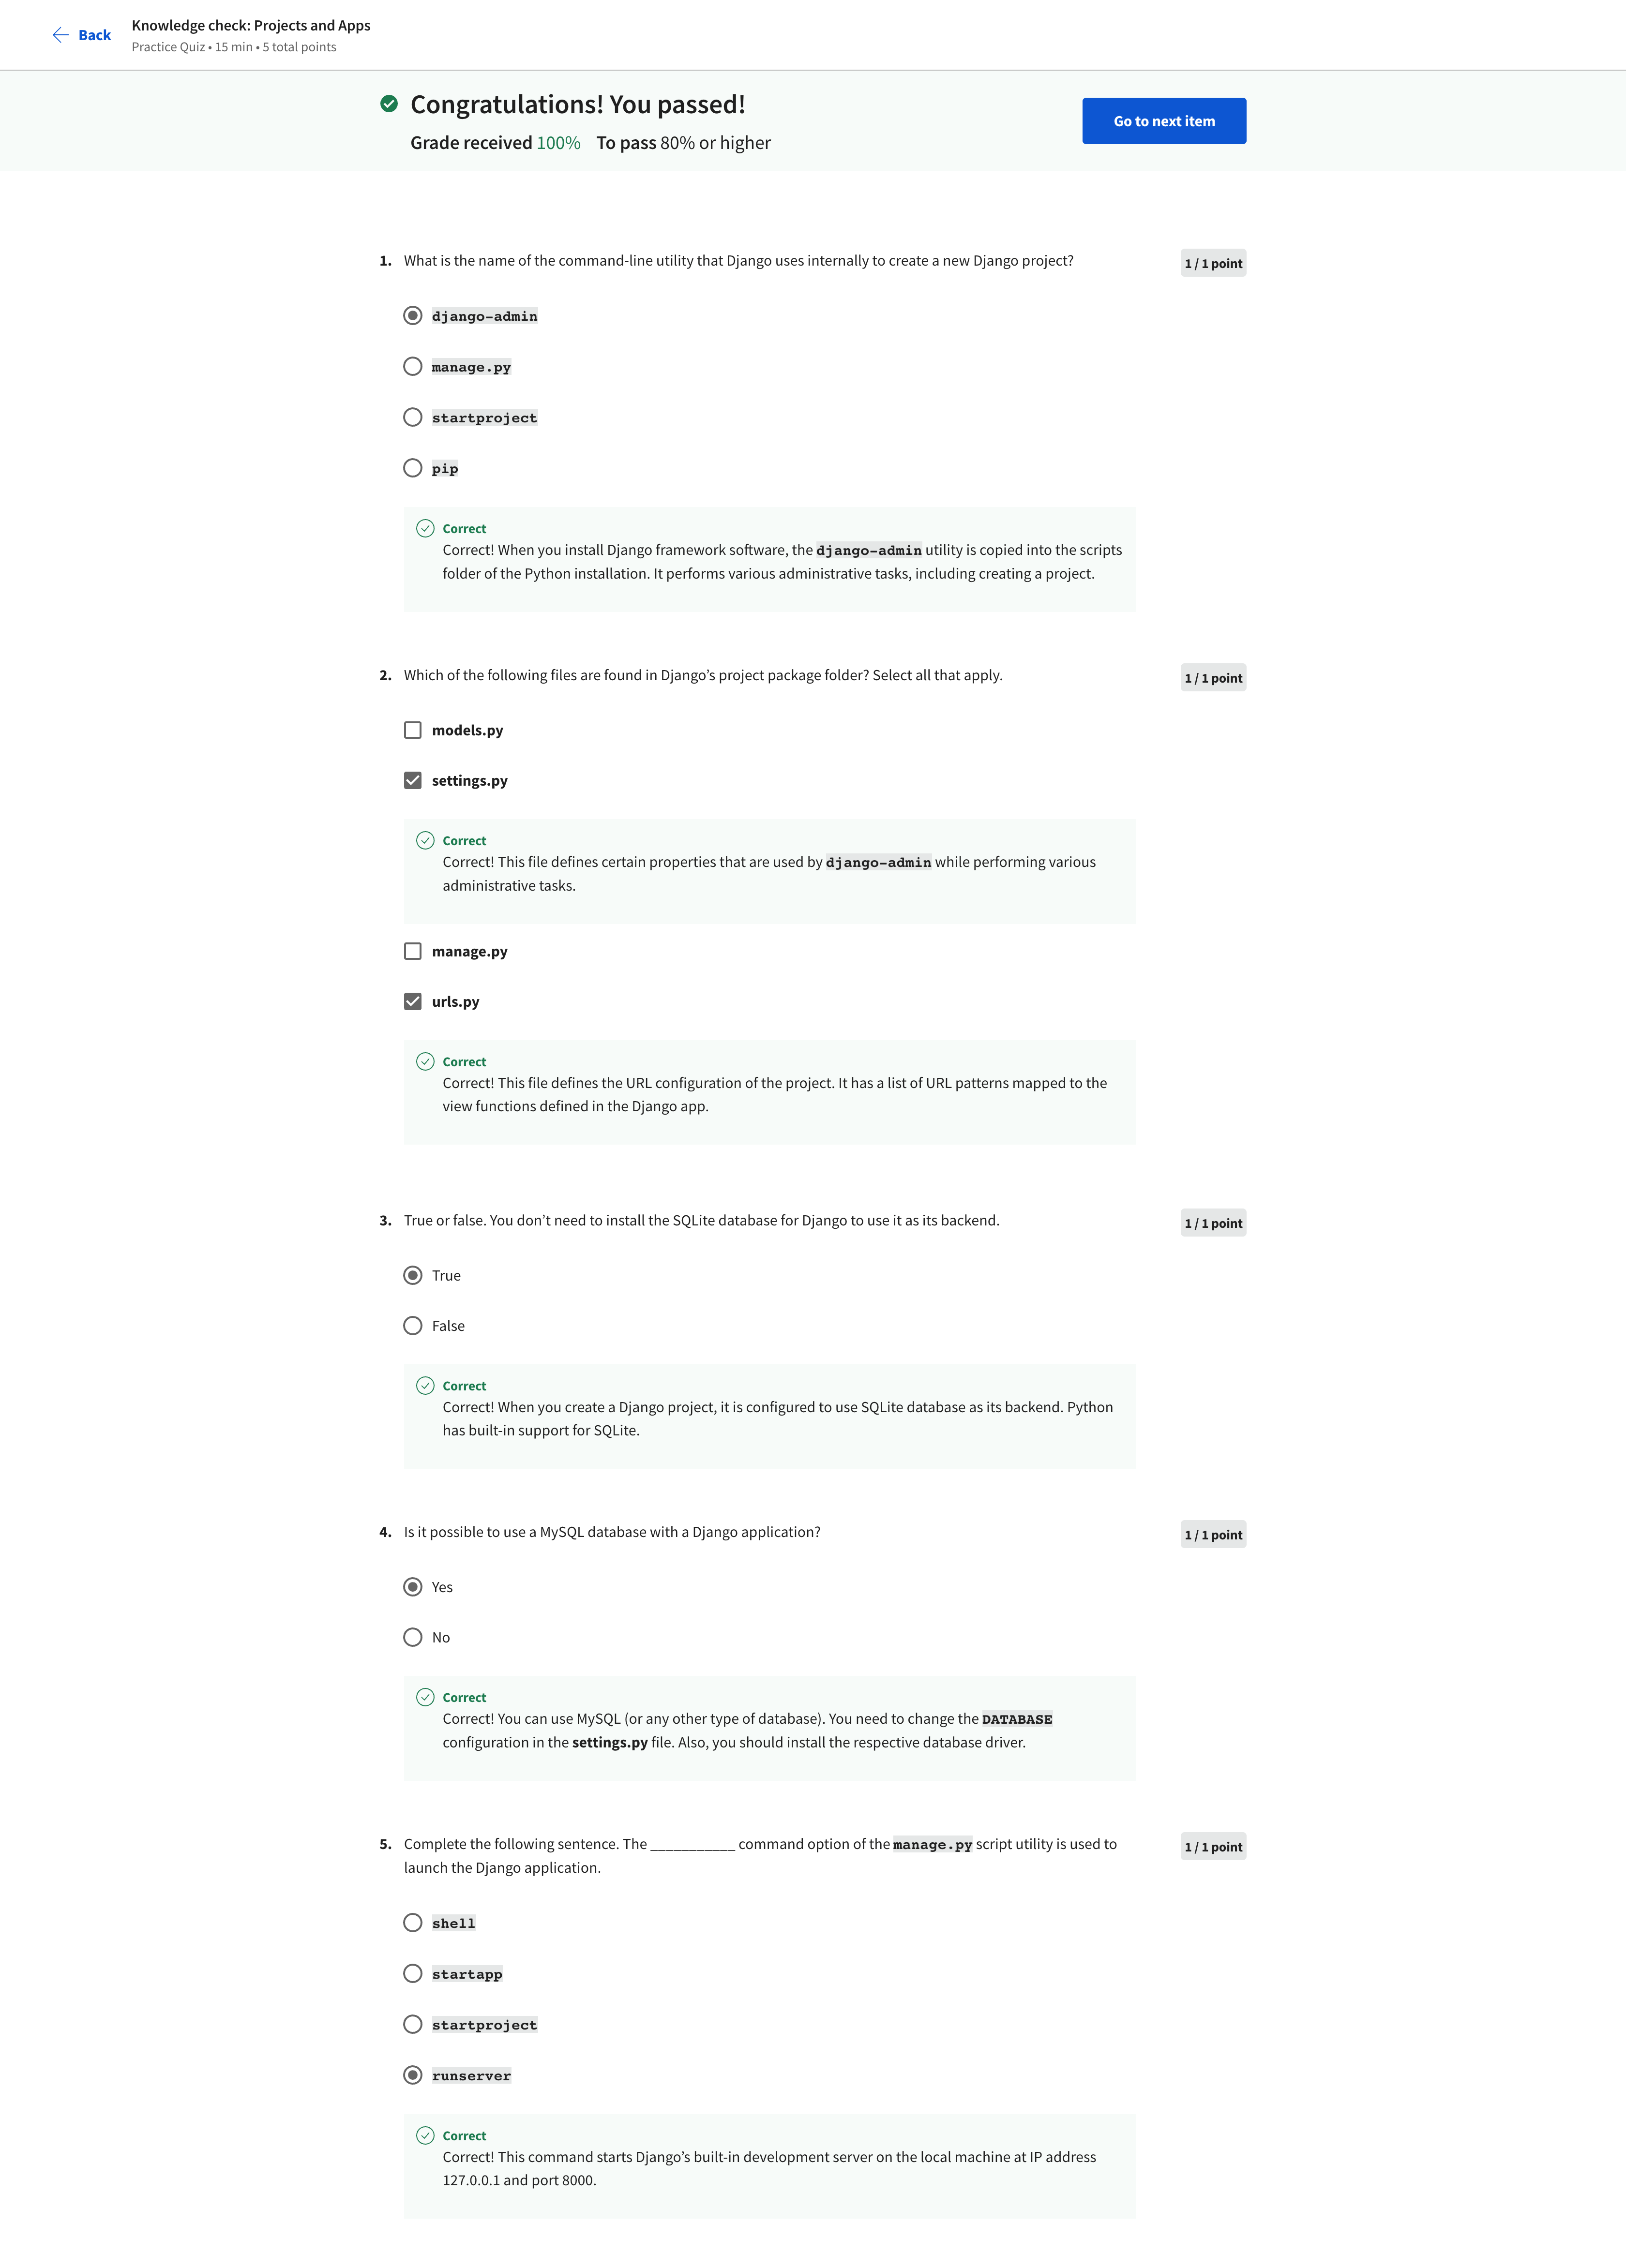 Back
Knowledge check: Projects and Apps
Practice Quiz • 15 min • 5 total points
Congratulations! You passed!
Grade received 100% To pass 80% or higher
Go to next item
1. What is the name of the command-line utility that Django uses internally to create a new Django project?
1 / 1 point
django-admin
manage.py
startproject
pip
Correct
Correct! When you install Django framework software, the django-admin utility is copied into the scripts
folder of the Python installation. It performs various administrative tasks, including creating a project.
2. Which of the following files are found in Django’s project package folder? Select all that apply.
1 / 1 point
models.py
settings.py
Correct
Correct! This file defines certain properties that are used by django-admin while performing various
administrative tasks.
manage.py
urls.py
Correct
Correct! This file defines the URL configuration of the project. It has a list of URL patterns mapped to the
view functions defined in the Django app.
3. True or false. You don’t need to install the SQLite database for Django to use it as its backend.
1 / 1 point
True
False
Correct
Correct! When you create a Django project, it is configured to use SQLite database as its backend. Python
has built-in support for SQLite.
4. Is it possible to use a MySQL database with a Django application?
1 / 1 point
Yes
No
Correct
Correct! You can use MySQL (or any other type of database). You need to change the DATABASE
configuration in the settings.py file. Also, you should install the respective database driver.
5. Complete the following sentence. The ___________ command option of the manage.py script utility is used to
launch the Django application.
1 / 1 point
shell
startapp
startproject
runserver
Correct
Correct! This command starts Django’s built-in development server on the local machine at IP address
127.0.0.1 and port 8000.